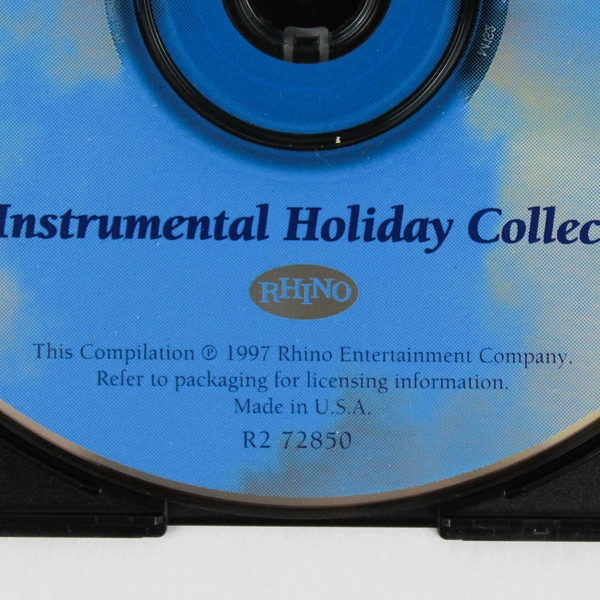 Instrumental Holiday Collec
RHINO
This Compilation ℗ 1997 Rhino Entertainment Company.
Refer to packaging for licensing information.
Made in U.S.A.
R2 72850